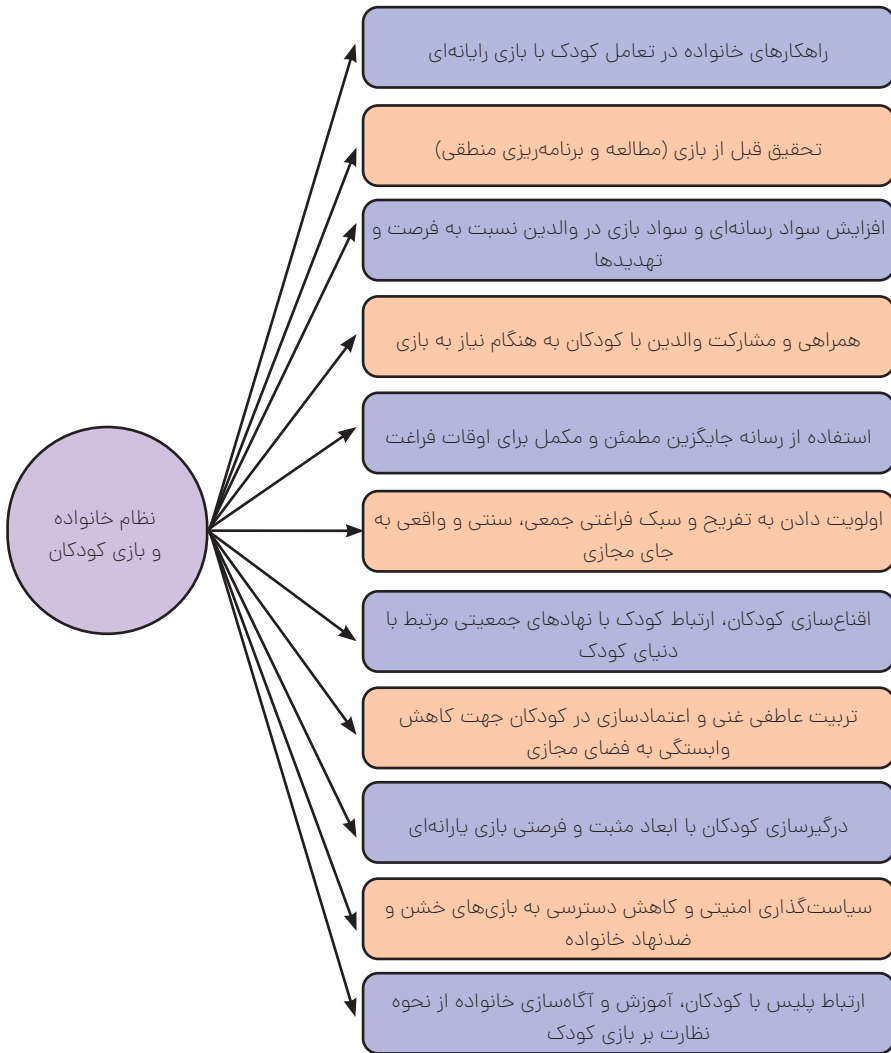 راهکارهای خانواده در تعامل کودک با بازی رایانه‌ای
تحقیق قبل از بازی (مطالعه و برنامه‌ریزی منطقی)
افزایش سواد رسانه‌ای و سواد بازی در والدین نسبت به فرصت و
تهدیدها
همراهی و مشارکت والدین با کودکان به هنگام نیاز به بازی
استفاده از رسانه جایگزین مطمئن و مکمل برای اوقات فراغت
نظام خانواده
و بازی کودکان
اولویت دادن به تفریح و سبک فراغتی جمعی، سنتی و واقعی به
جای مجازی
اقناع‌سازی کودکان، ارتباط کودک با نهادهای جمعیتی مرتبط با
دنیای کودک
تربیت عاطفی غنی و اعتمادسازی در کودکان جهت کاهش
وابستگی به فضای مجازی
درگیرسازی کودکان با ابعاد مثبت و فرصتی بازی یارانه‌ای
سیاست‌گذاری امنیتی و کاهش دسترسی به بازی‌های خشن و
ضدنهاد خانواده
ارتباط پلیس با کودکان، آموزش و آگاه‌سازی خانواده از نحوه
نظارت بر بازی کودک